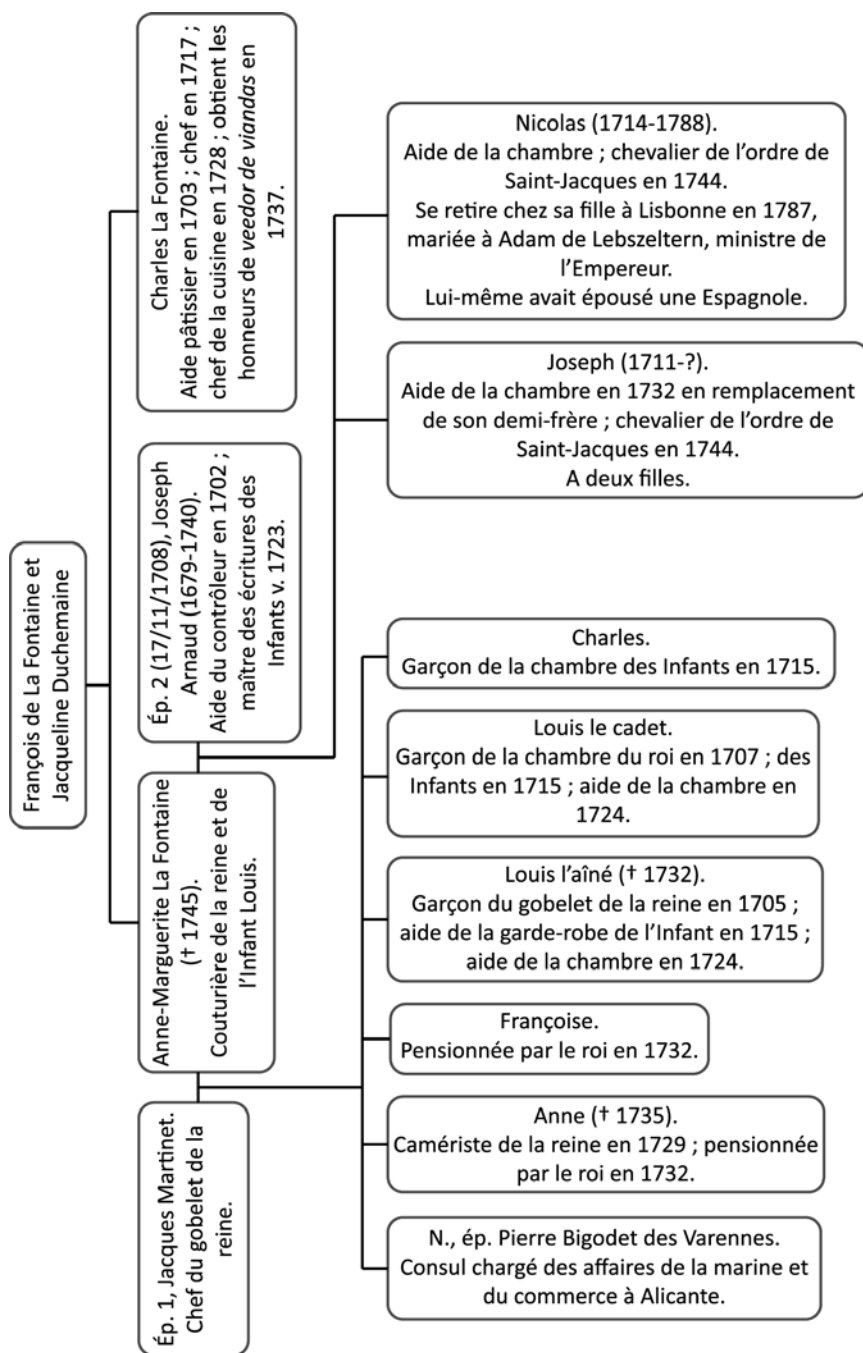 François de La Fontaine et
Jacqueline Duchemaine
Ép. 1, Jacques Martinet.
Chef du gobelet de la
reine.
Anne-Marguerite La Fontaine
(† 1745).
Couturière de la reine et de
l’Infant Louis.
Ép. 2 (17/11/1708), Joseph
Arnaud (1679-1740).
Aide du contrôleur en 1702 ;
maître des écritures des
Infants v. 1723.
Charles La Fontaine.
Aide pâtissier en 1703 ; chef en 1717 ;
chef de la cuisine en 1728 ; obtient les
honneurs de veedor de viandas en
1737.
N., ép. Pierre Bigodet des Varennes.
Consul chargé des affaires de la marine et
du commerce à Alicante.
Anne († 1735).
Camériste de la reine en 1729 ; pensionnée
par le roi en 1732.
Françoise.
Pensionnée par le roi en 1732.
Louis l’aîné († 1732).
Garçon du gobelet de la reine en 1705 ;
aide de la garde-robe de l’Infant en 1715 ;
aide de la chambre en 1724.
Louis le cadet.
Garçon de la chambre du roi en 1707 ; des
Infants en 1715 ; aide de la chambre en
1724.
Charles.
Garçon de la chambre des Infants en 1715.
Joseph (1711-?).
Aide de la chambre en 1732 en remplacement
de son demi-frère ; chevalier de l’ordre de
Saint-Jacques en 1744.
A deux filles.
Nicolas (1714-1788).
Aide de la chambre ; chevalier de l’ordre de
Saint-Jacques en 1744.
Se retire chez sa fille à Lisbonne en 1787,
mariée à Adam de Lebszeltern, ministre de
l’Empereur.
Lui-même avait épousé une Espagnole.